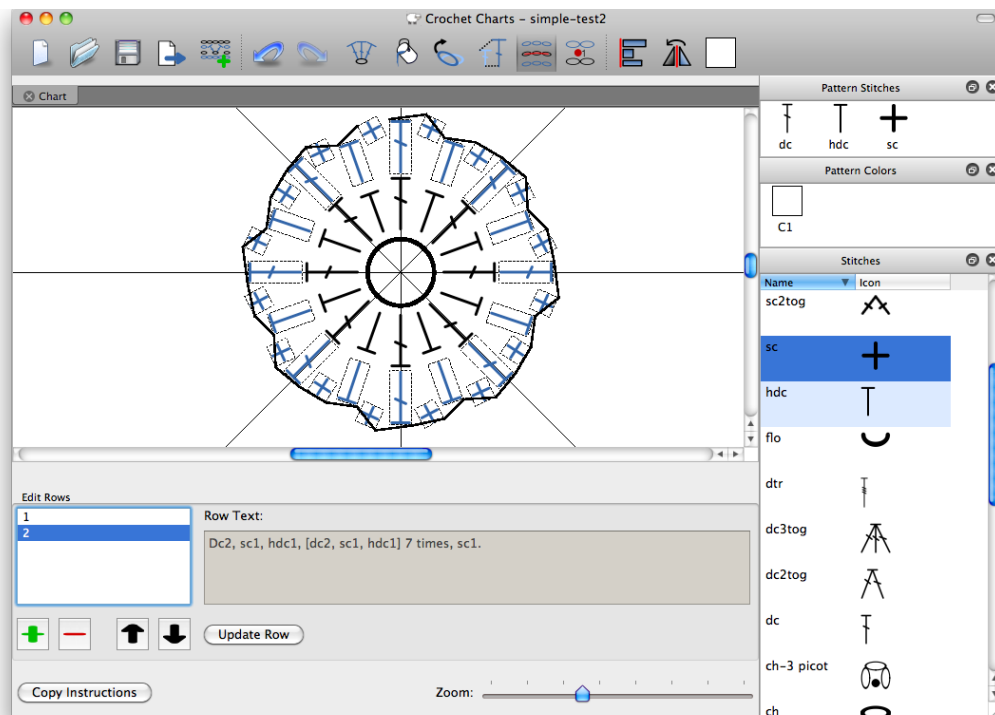 Crochet Charts - simple-test2
Chart
Pattern Stitches
dc hdc sc
Pattern Colors
C1
Stitches
Name Icon
sc2tog
sc
hdc
flo
dtr
dc3tog
dc2tog
dc
ch-3 picot
ch
Edit Rows
1
2
Row Text:
Dc2, sc1, hdc1, [dc2, sc1, hdc1] 7 times, sc1.
Update Row
Copy Instructions
Zoom: